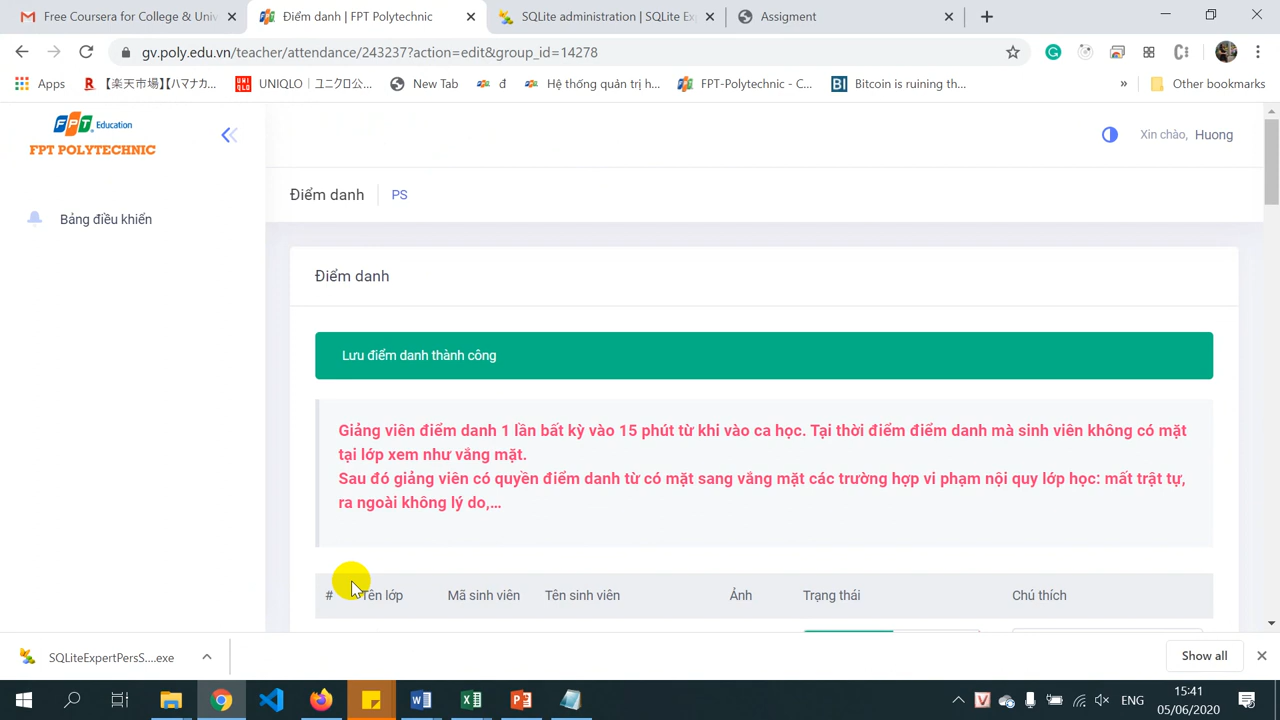 Free Coursera for College & Univ
Điểm danh | FPT Polytechnic
SQLite administration | SQLite Ex
Assigment
gv.poly.edu.vn/teacher/attendance/243237?action=edit&group_id=14278
Apps
【楽天市場】【ハマナカ...
UNIQLO｜ユニクロ公...
New Tab
đ
Hệ thống quản trị h...
FPT-Polytechnic - C...
BI
Bitcoin is ruining th...
»
Other bookmarks
FPT Education
FPT POLYTECHNIC
Xin chào, Huong
Điểm danh
PS
Bảng điều khiển
Điểm danh
Lưu điểm danh thành công
Giảng viên điểm danh 1 lần bất kỳ vào 15 phút từ khi vào ca học. Tại thời điểm điểm danh mà sinh viên không có mặt
tại lớp xem như vắng mặt.
Sau đó giảng viên có quyền điểm danh từ có mặt sang vắng mặt các trường hợp vi phạm nội quy lớp học: mất trật tự,
ra ngoài không lý do,...
# Tên lớp Mã sinh viên Tên sinh viên Ảnh Trạng thái Chú thích
SQLiteExpertPersS....exe
Show all
ENG
15:41
05/06/2020